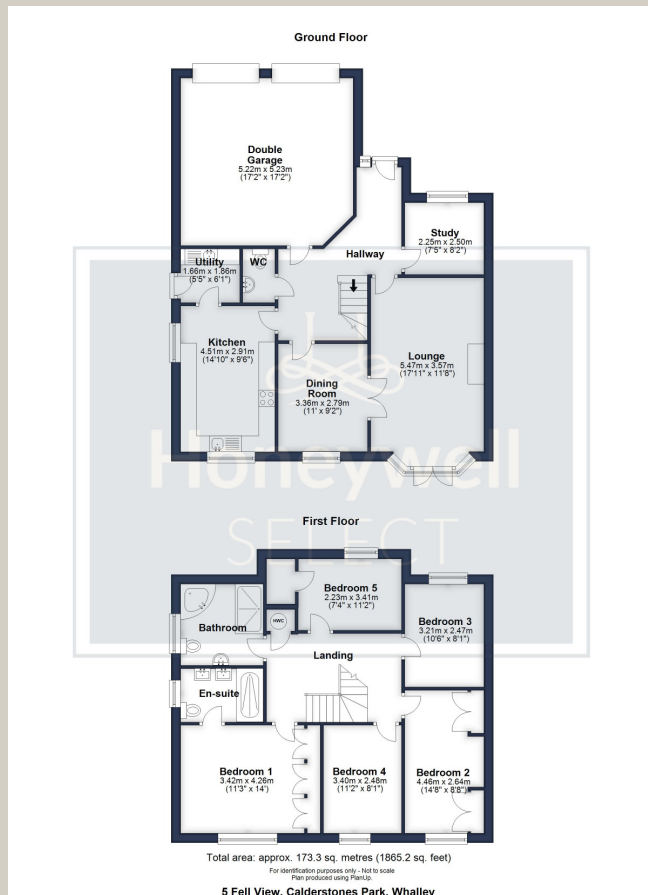 Ground Floor
Double
Garage
5.22m x 5.23m
(17'2" x 17'2")
Study
2.25m x 2.50m
(7'5" x 8'2")
Hallway
Utility
1.66m x 1.86m
(5'5" x 6'1")
WC
Kitchen
4.51m x 2.91m
(14'10" x 9'6")
Lounge
5.47m x 3.57m
(17'11" x 11'8")
Dining
Room
3.36m x 2.79m
(11' x 9'2")
Honeywell
SELECT
First Floor
Bedroom 5
2.23m x 3.41m
(7'4" x 11'2")
Bedroom 3
3.21m x 2.47m
(10'6" x 8'1")
HWC
Bathroom
Landing
En-suite
Bedroom 1
3.42m x 4.26m
(11'3" x 14')
Bedroom 4
3.40m x 2.48m
(11'2" x 8'1")
Bedroom 2
4.46m x 2.64m
(14'8" x 8'8")
Total area: approx. 173.3 sq. metres (1865.2 sq. feet)
For identification purposes only - Not to scale
Plan produced using PlanUp.
5 Fell View, Calderstones Park, Whalley